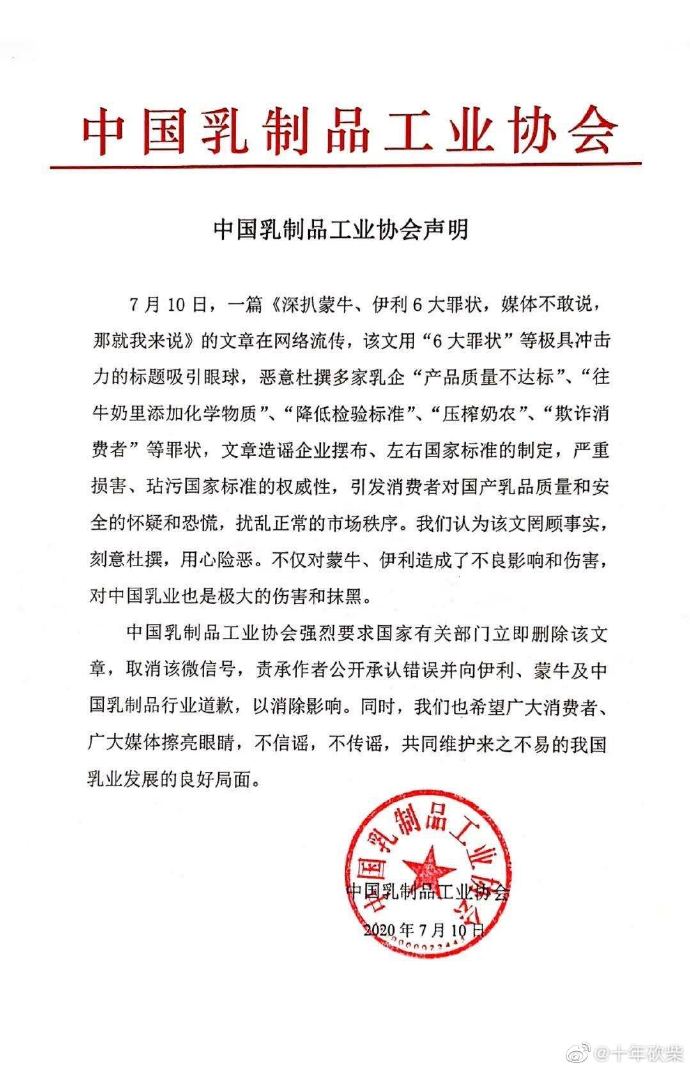 中国乳制品工业协会
中国乳制品工业协会声明
7月10日，一篇《深扒蒙牛、伊利6大罪状，媒体不敢说，
那就我来说》的文章在网络流传，该文用“6大罪状”等极具冲击
力的标题吸引眼球，恶意杜撰多家乳企“产品质量不达标”、“往
牛奶里添加化学物质”、“降低检验标准”、“压榨奶农”、“欺诈消
费者”等罪状，文章造谣企业摆布、左右国家标准的制定，严重
损害、玷污国家标准的权威性，引发消费者对国产乳品质量和安
全的怀疑和恐慌，扰乱正常的市场秩序。我们认为该文罔顾事实，
刻意杜撰，用心险恶。不仅对蒙牛、伊利造成了不良影响和伤害，
对中国乳业也是极大的伤害和抹黑。
中国乳制品工业协会强烈要求国家有关部门立即删除该文
章，取消该微信号，责承作者公开承认错误并向伊利、蒙牛及中
国乳制品行业道歉，以消除影响。同时，我们也希望广大消费者、
广大媒体擦亮眼睛，不信谣，不传谣，共同维护来之不易的我国
乳业发展的良好局面。
中国乳制品工业协会
中国乳制品工业协会
2020年7月10日
@十年砍柴